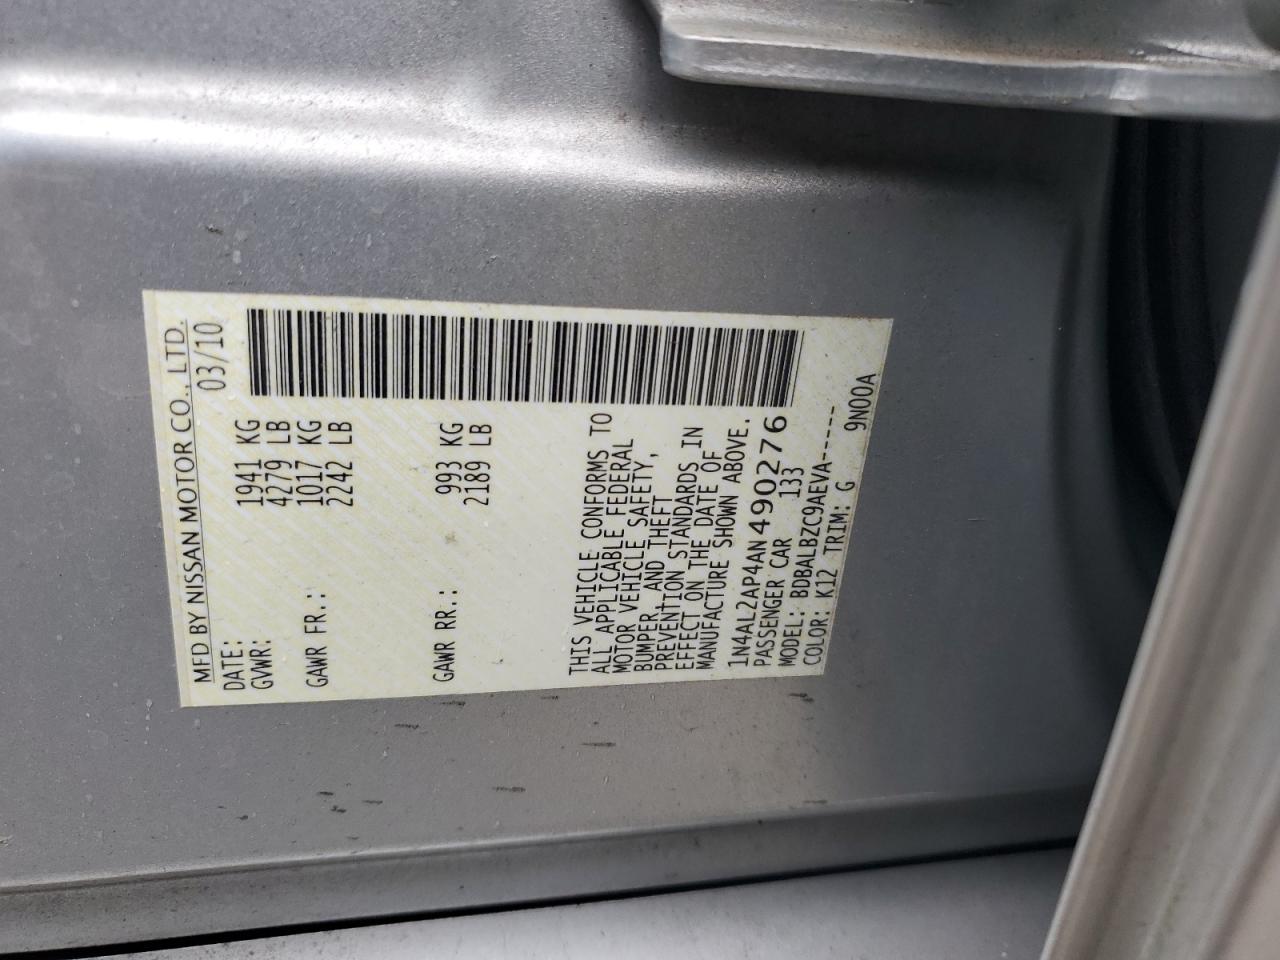 MFD BY NISSAN MOTOR CO., LTD.
DATE: 03/10
GVWR: 1941 KG
4279 LB
GAWR FR.: 1017 KG
2242 LB
GAWR RR.: 993 KG
2189 LB
THIS VEHICLE CONFORMS TO
ALL APPLICABLE FEDERAL
MOTOR VEHICLE SAFETY,
BUMPER, AND THEFT
PREVENTION STANDARDS IN
EFFECT ON THE DATE OF
MANUFACTURE SHOWN ABOVE.
1N4AL2AP4AN490276
PASSENGER CAR 133
MODEL: BDBALBZC9AEVA-----
COLOR: K12 TRIM: G 9N00A